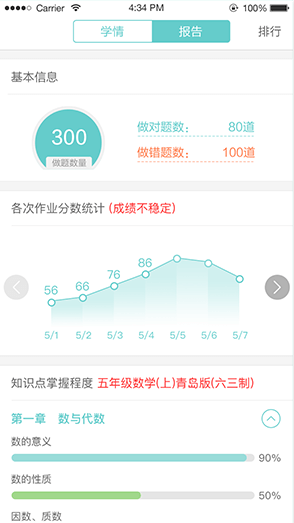 Carrier 4:34 PM 100%
学情 报告 排行
基本信息
300
做题数量
做对题数： 80道
做错题数： 100道
各次作业分数统计 (成绩不稳定)
56 66 76 86
5/1 5/2 5/3 5/4 5/5 5/6 5/7
知识点掌握程度 五年级数学(上)青岛版(六三制)
第一章 数与代数
数的意义
90%
数的性质
50%
因数、质数